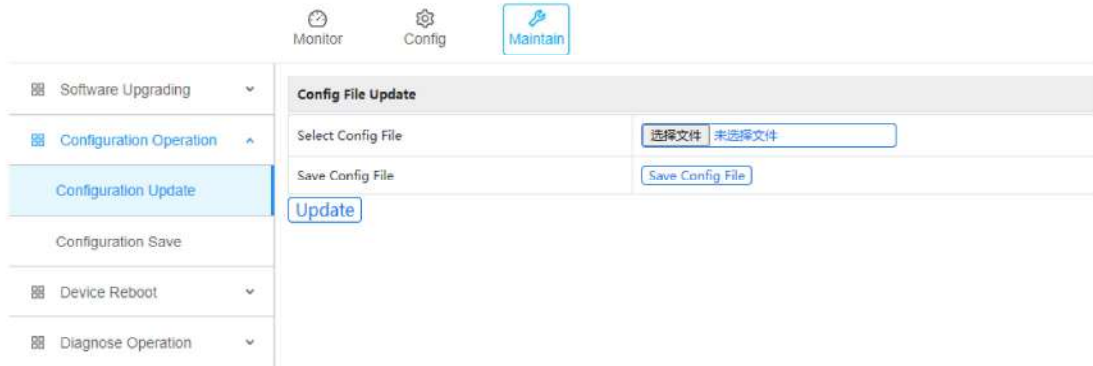 Monitor Config Maintain
Software Upgrading
Config File Update
Configuration Operation
Select Config File 选择文件 未选择文件
Configuration Update
Save Config File Save Config File
Update
Configuration Save
Device Reboot
Diagnose Operation